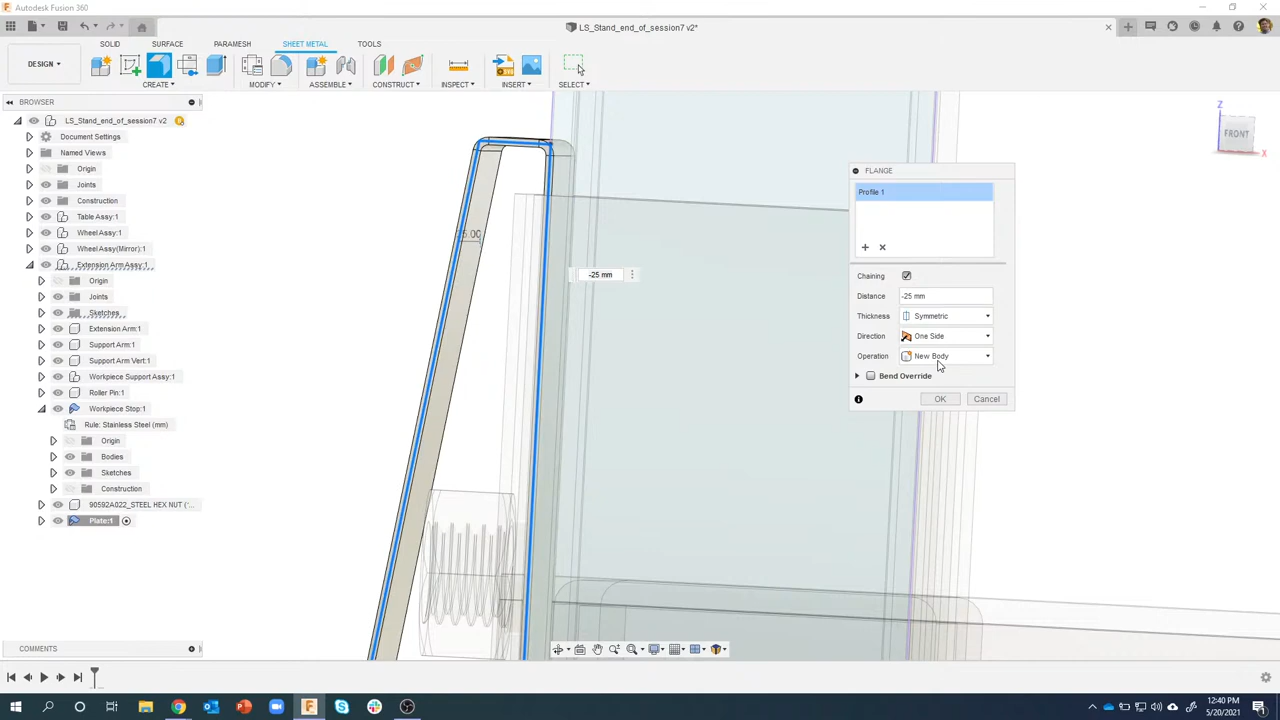 Autodesk Fusion 360
LS_Stand_end_of_session7 v2*
SOLID
SURFACE
PARAMESH
SHEET METAL
TOOLS
DESIGN
CREATE
MODIFY
ASSEMBLE
CONSTRUCT
INSPECT
INSERT
SELECT
BROWSER
LS_Stand_end_of_session7 v2
Document Settings
Named Views
Origin
Joints
Construction
Table Assy:1
Wheel Assy:1
Wheel Assy(Mirror):1
Extension Arm Assy:1
Origin
Joints
Sketches
Extension Arm:1
Support Arm:1
Support Arm Vert:1
Workpiece Support Assy:1
Roller Pin:1
Workpiece Stop:1
Rule: Stainless Steel (mm)
Origin
Bodies
Sketches
Construction
90592A022_STEEL HEX NUT (‘...
Plate:1
5.00
-25 mm
Z
FRONT
X
FLANGE
Profile 1
Chaining
Distance
-25 mm
Thickness
Symmetric
Direction
One Side
Operation
New Body
Bend Override
OK
Cancel
COMMENTS
12:40 PM
5/20/2021